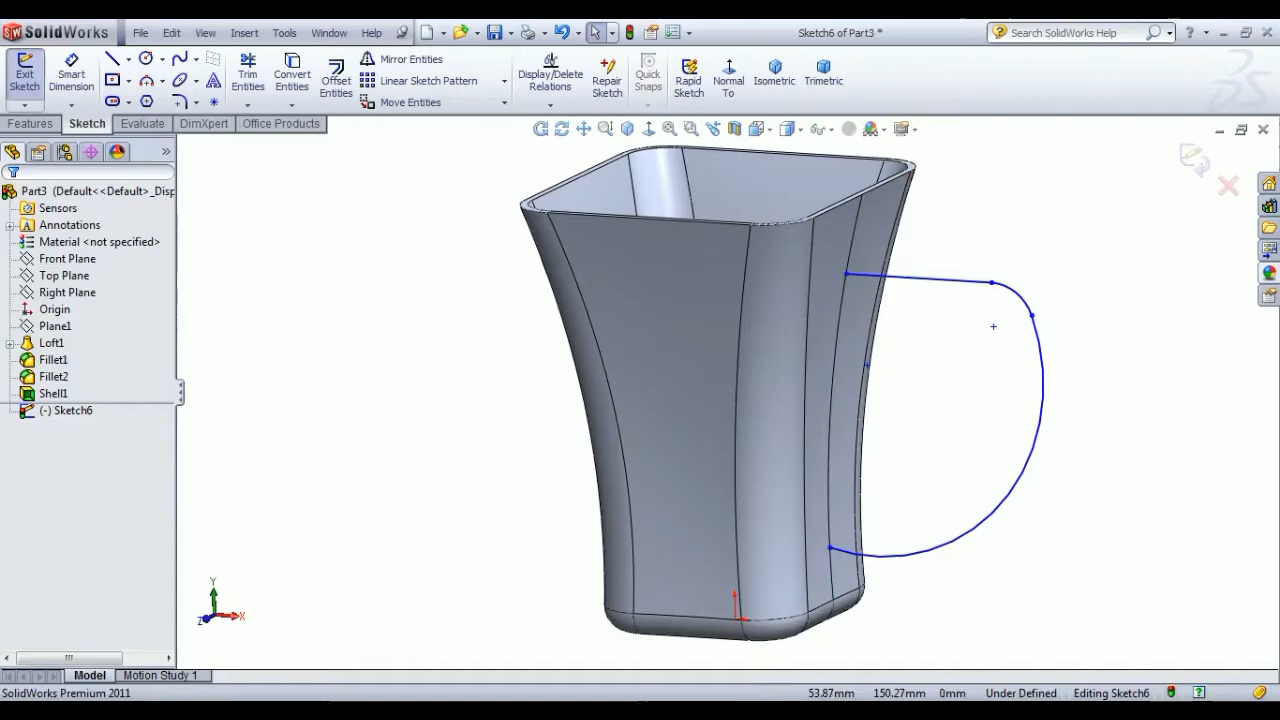 SolidWorks File Edit View Insert Tools Window Help Sketch6 of Part3 * Search SolidWorks Help
Exit Sketch
Smart Dimension
Trim Entities
Convert Entities
Offset Entities
Mirror Entities
Linear Sketch Pattern
Move Entities
Display/Delete Relations
Repair Sketch
Quick Snaps
Rapid Sketch
Normal To
Isometric
Trimetric
Features Sketch Evaluate DimXpert Office Products
Part3 (Default<<Default>_Disp
Sensors
Annotations
Material <not specified>
Front Plane
Top Plane
Right Plane
Origin
Plane1
Loft1
Fillet1
Fillet2
Shell1
(-) Sketch6
Y
X
Z
Model Motion Study 1
SolidWorks Premium 2011 53.87mm 150.27mm 0mm Under Defined Editing Sketch6